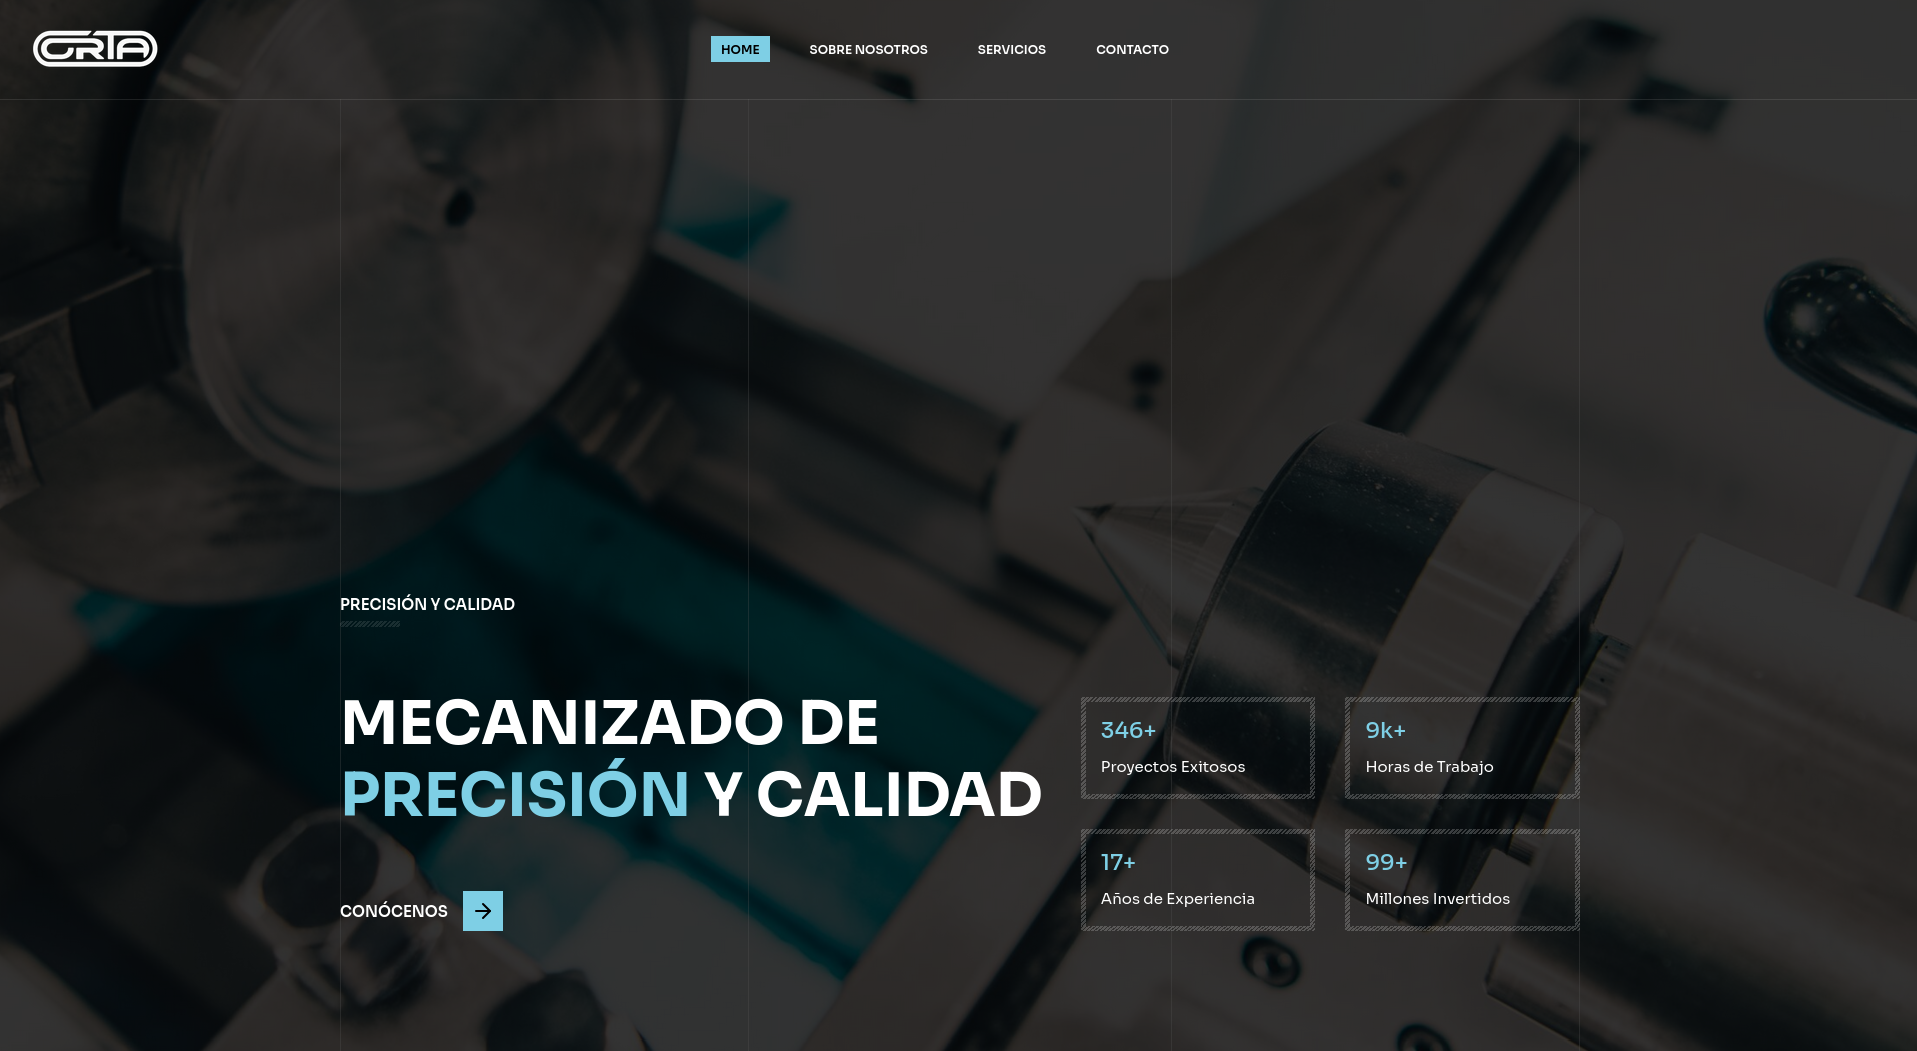 ORTA
HOME
SOBRE NOSOTROS
SERVICIOS
CONTACTO
PRECISIÓN Y CALIDAD
MECANIZADO DE
PRECISIÓN Y CALIDAD
346+
Proyectos Exitosos
9k+
Horas de Trabajo
17+
Años de Experiencia
99+
Millones Invertidos
CONÓCENOS